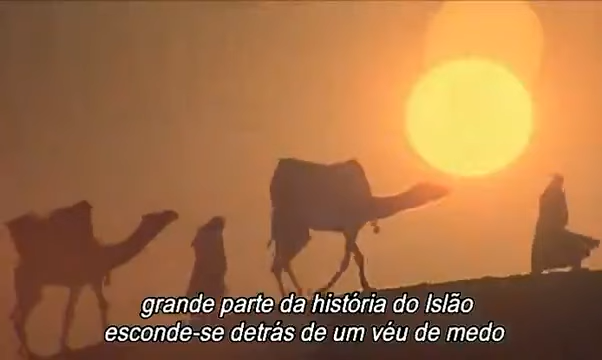 grande parte da história do Islão
esconde-se detrás de um véu de medo